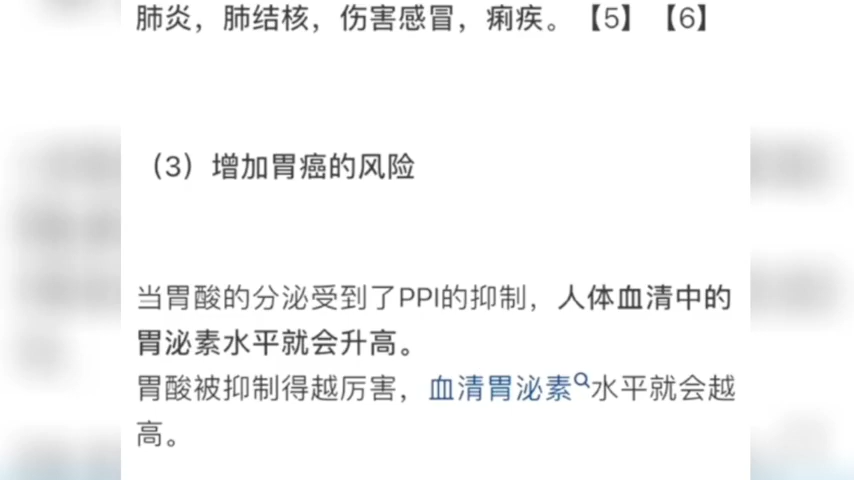 肺炎，肺结核，伤害感冒，痢疾。【5】【6】
（3）增加胃癌的风险
当胃酸的分泌受到了PPI的抑制，人体血清中的
胃泌素水平就会升高。
胃酸被抑制得越厉害，血清胃泌素水平就会越
高。